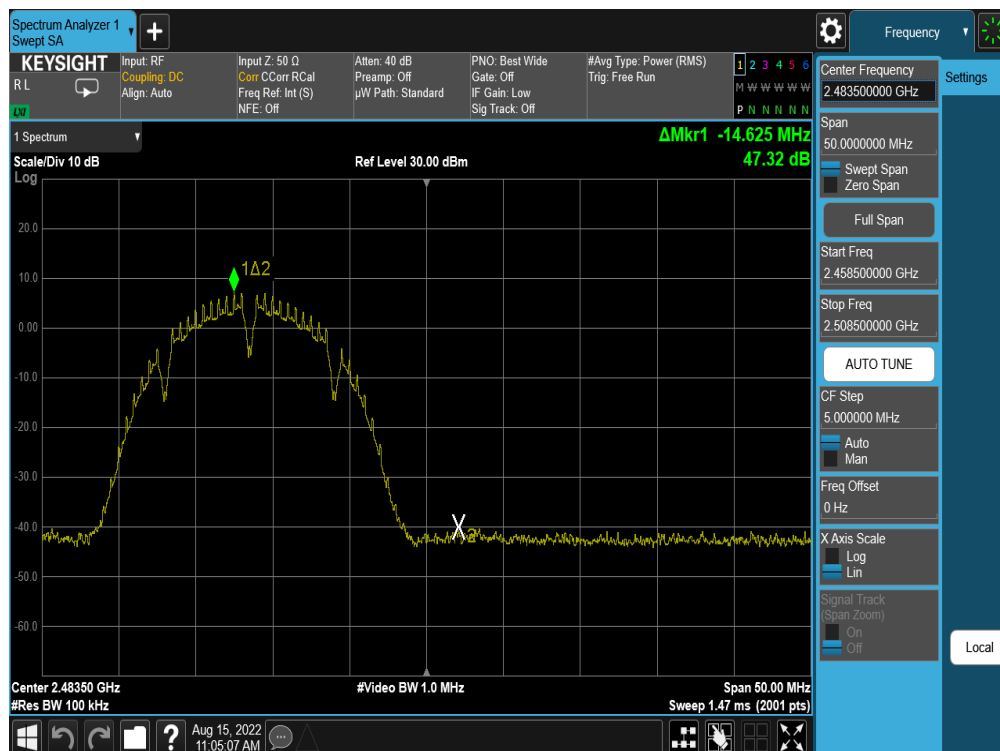 Spectrum Analyzer 1
Swept SA
Frequency
KEYSIGHT
R L
LXI
Input: RF
Coupling: DC
Align: Auto
Input Z: 50 Ω
Corr CCorr RCal
Freq Ref: Int (S)
NFE: Off
Atten: 40 dB
Preamp: Off
µW Path: Standard
PNO: Best Wide
Gate: Off
IF Gain: Low
Sig Track: Off
#Avg Type: Power (RMS)
Trig: Free Run
1 2 3 4 5 6
M W W W W W
P N N N N N
1 Spectrum
Scale/Div 10 dB
Log
Ref Level 30.00 dBm
ΔMkr1 -14.625 MHz
47.32 dB
20.0
10.0
0.00
-10.0
-20.0
-30.0
-40.0
-50.0
-60.0
1Δ2
2
Center 2.48350 GHz
#Res BW 100 kHz
#Video BW 1.0 MHz
Span 50.00 MHz
Sweep 1.47 ms (2001 pts)
Center Frequency
2.483500000 GHz
Span
50.0000000 MHz
Swept Span
Zero Span
Full Span
Start Freq
2.458500000 GHz
Stop Freq
2.508500000 GHz
AUTO TUNE
CF Step
5.000000 MHz
Auto
Man
Freq Offset
0 Hz
X Axis Scale
Log
Lin
Signal Track
(Span Zoom)
On
Off
Settings
Local
?
Aug 15, 2022
11:05:07 AM